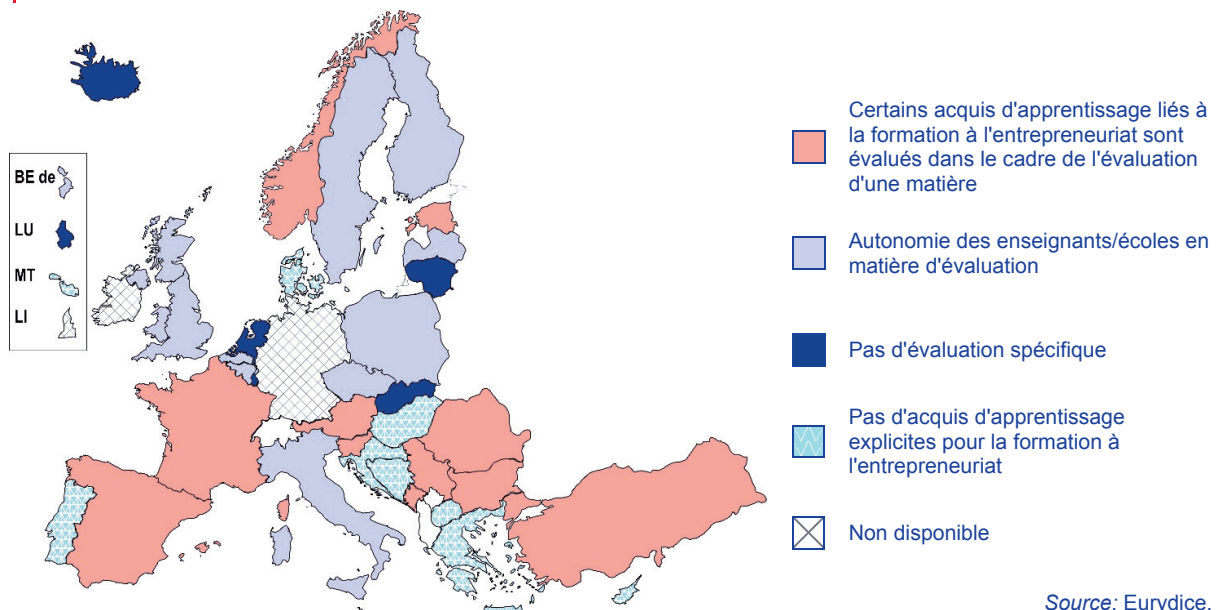 BE de
LU
MT
LI
Certains acquis d'apprentissage liés à
la formation à l'entrepreneuriat sont
évalués dans le cadre de l'évaluation
d'une matière
Autonomie des enseignants/écoles en
matière d'évaluation
Pas d'évaluation spécifique
Pas d'acquis d'apprentissage
explicites pour la formation à
l'entrepreneuriat
Non disponible
Source: Eurydice.